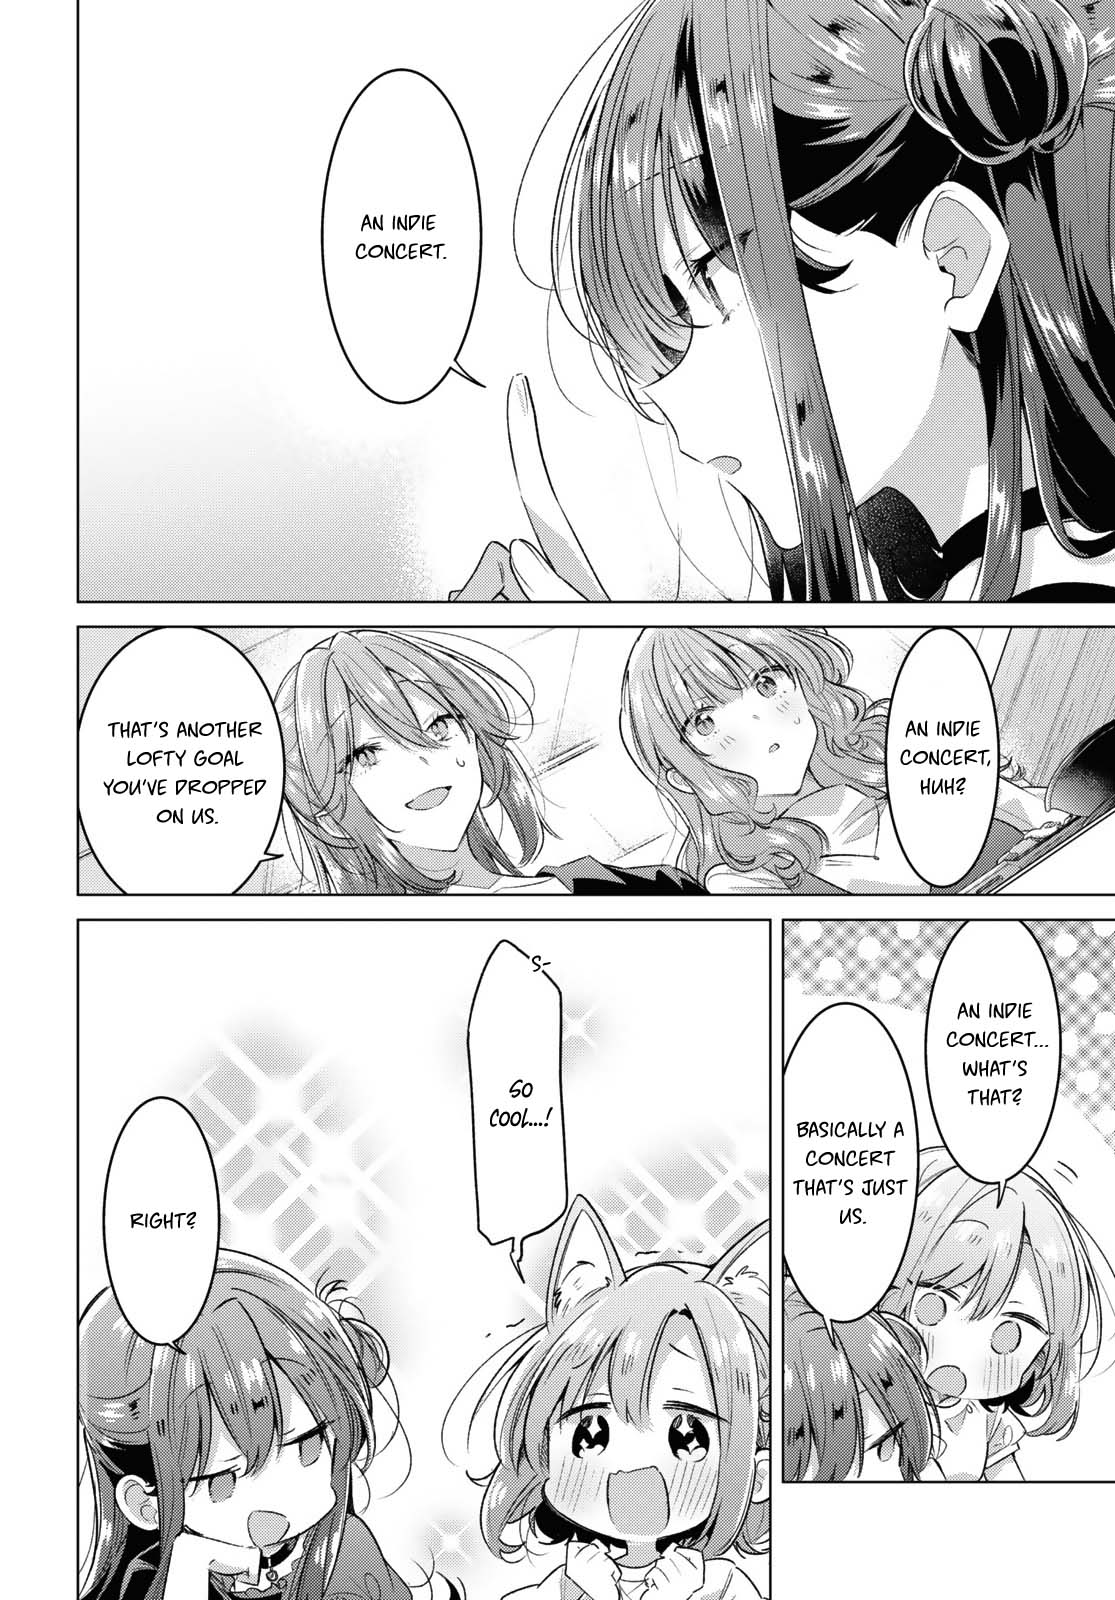 AN INDIE
CONCERT.
AN INDIE
CONCERT,
HUH?
THAT'S ANOTHER
LOFTY GOAL
YOU'VE DROPPED
ON US.
AN INDIE
CONCERT...
WHAT'S
THAT?
BASICALLY A
CONCERT
THAT'S JUST
US.
S-
SO
COOL...!
RIGHT?